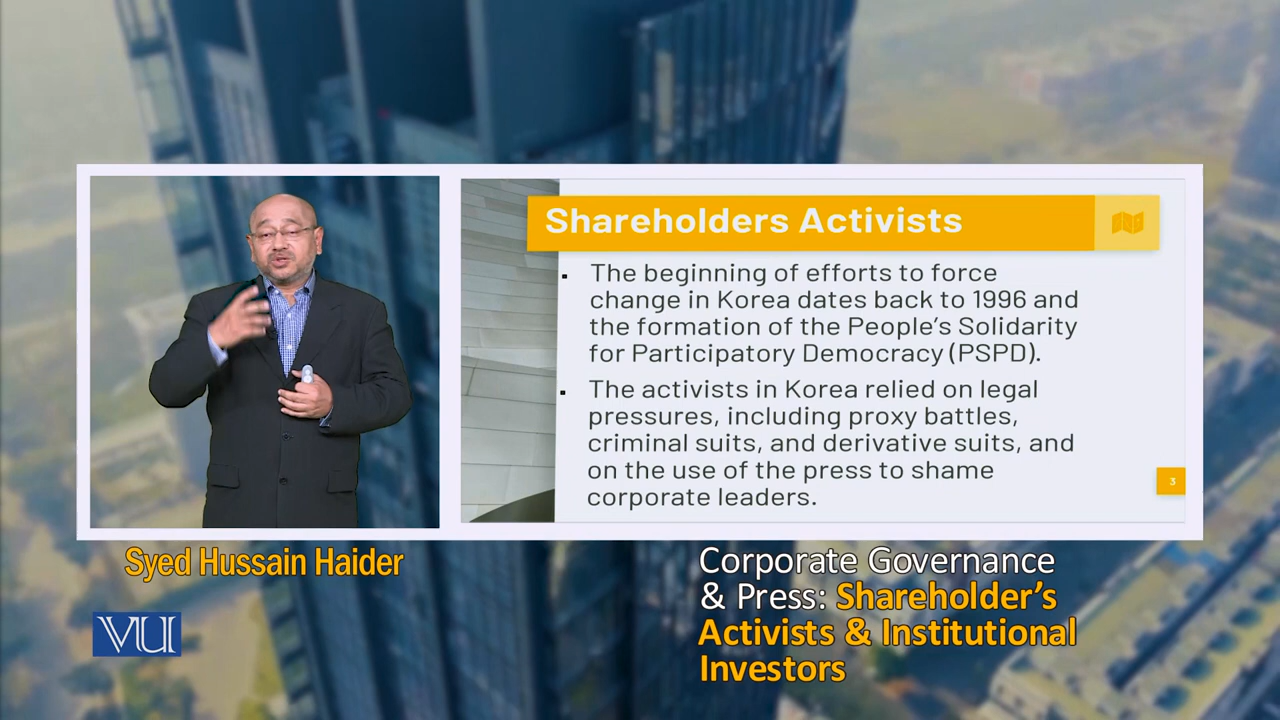 Shareholders Activists
▪ The beginning of efforts to force
change in Korea dates back to 1996 and
the formation of the People’s Solidarity
for Participatory Democracy (PSPD).
▪ The activists in Korea relied on legal
pressures, including proxy battles,
criminal suits, and derivative suits, and
on the use of the press to shame
corporate leaders.
3
Syed Hussain Haider
VU
Corporate Governance
& Press: Shareholder’s
Activists & Institutional
Investors